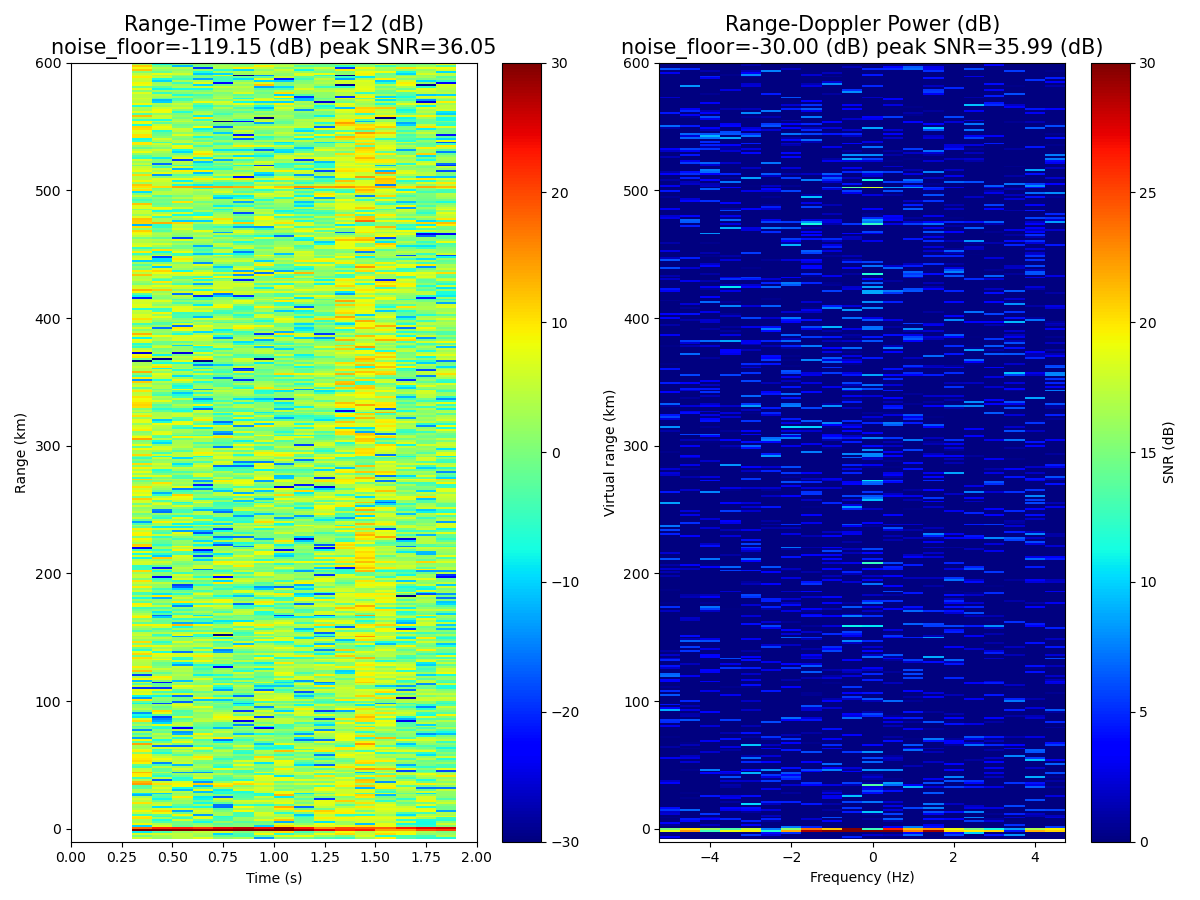 Range-Time Power f=12 (dB)
noise_floor=-119.15 (dB) peak SNR=36.05
Range (km)
600
500
400
300
200
100
0
0.00 0.25 0.50 0.75 1.00 1.25 1.50 1.75 2.00
Time (s)
30
20
10
0
−10
−20
−30
Range-Doppler Power (dB)
noise_floor=-30.00 (dB) peak SNR=35.99 (dB)
Virtual range (km)
600
500
400
300
200
100
0
−4 −2 0 2 4
Frequency (Hz)
30
25
20
15
10
5
0
SNR (dB)